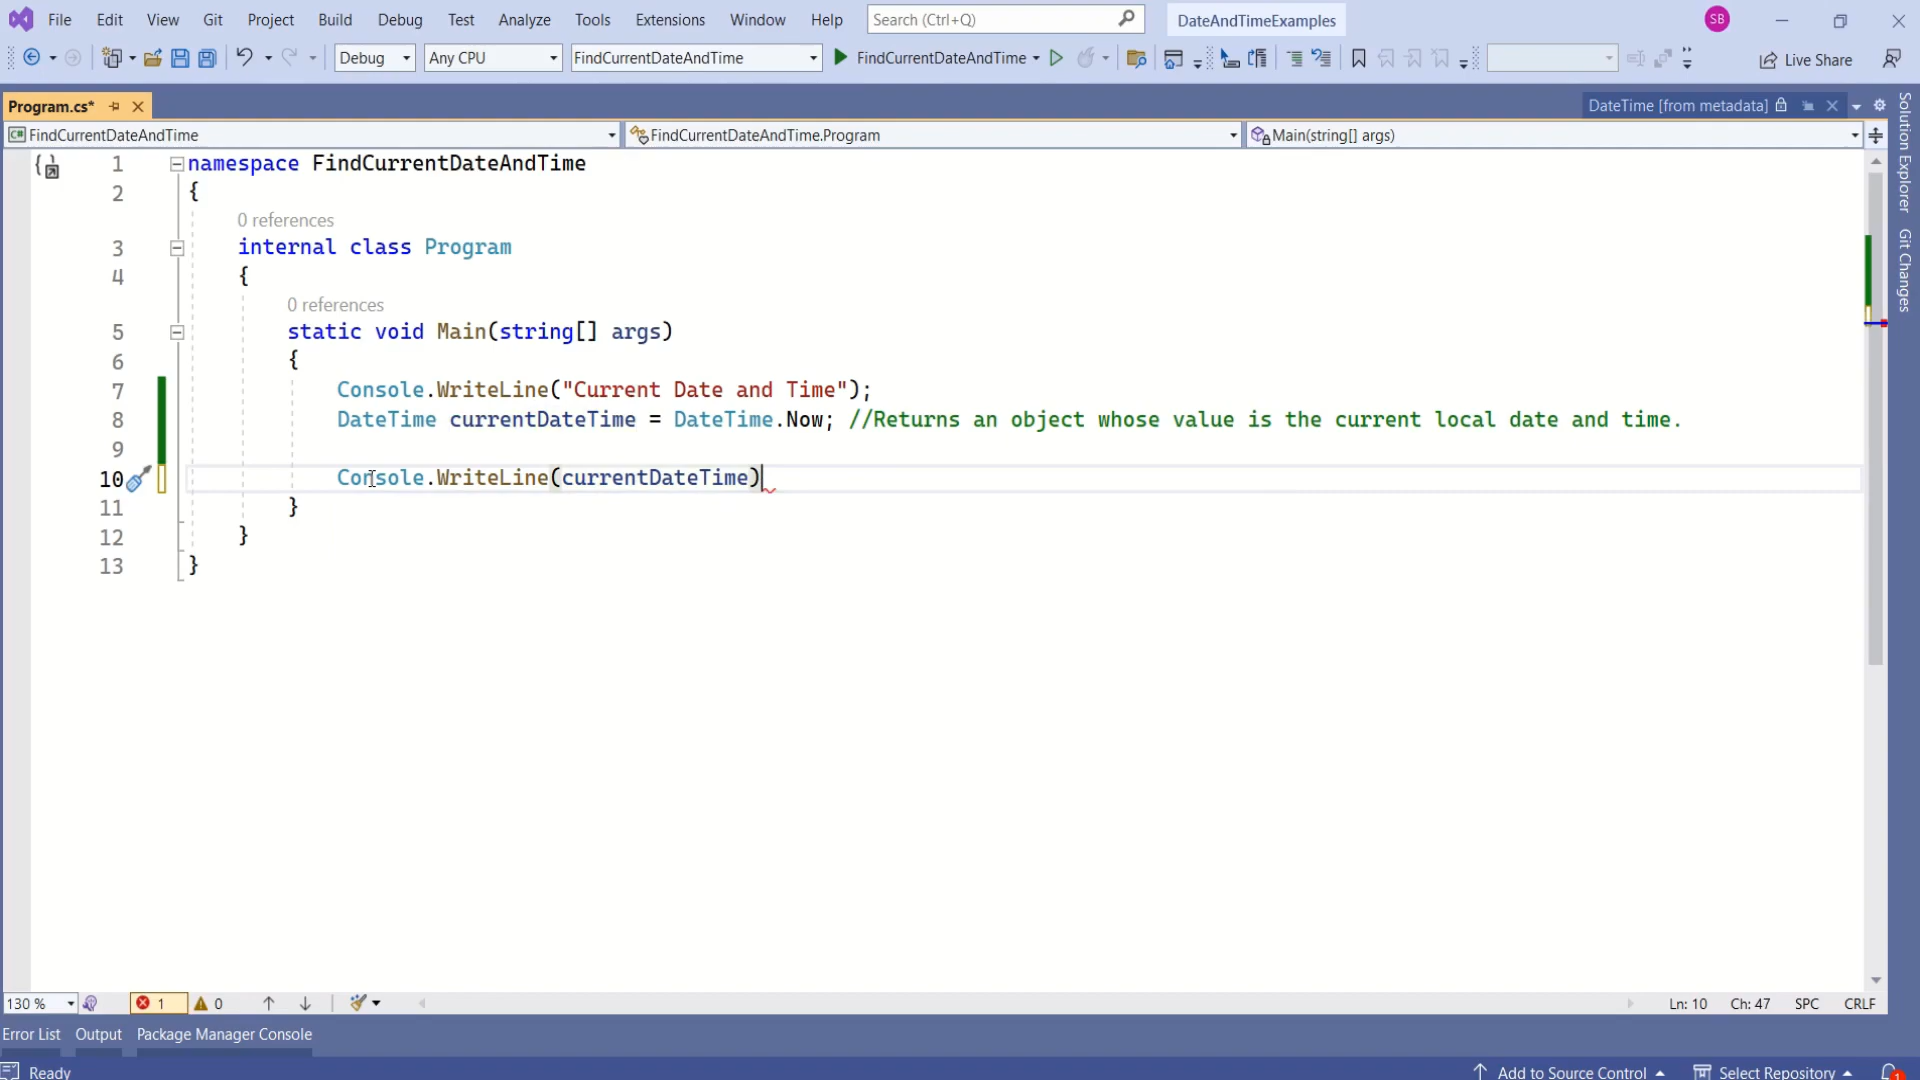 File Edit View Git Project Build Debug Test Analyze Tools Extensions Window Help Search (Ctrl+Q) DateAndTimeExamples SB
Debug Any CPU FindCurrentDateAndTime FindCurrentDateAndTime Live Share
Program.cs* DateTime [from metadata]
FindCurrentDateAndTime FindCurrentDateAndTime.Program Main(string[] args)
1 namespace FindCurrentDateAndTime
2 {
0 references
3 internal class Program
4 {
0 references
5 static void Main(string[] args)
6 {
7 Console.WriteLine("Current Date and Time");
8 DateTime currentDateTime = DateTime.Now; //Returns an object whose value is the current local date and time.
9
10 Console.WriteLine(currentDateTime)
11 }
12 }
13 }
Solution Explorer
Git Changes
130 % 1 0 Ln: 10 Ch: 47 SPC CRLF
Error List Output Package Manager Console
Ready Add to Source Control Select Repository 1